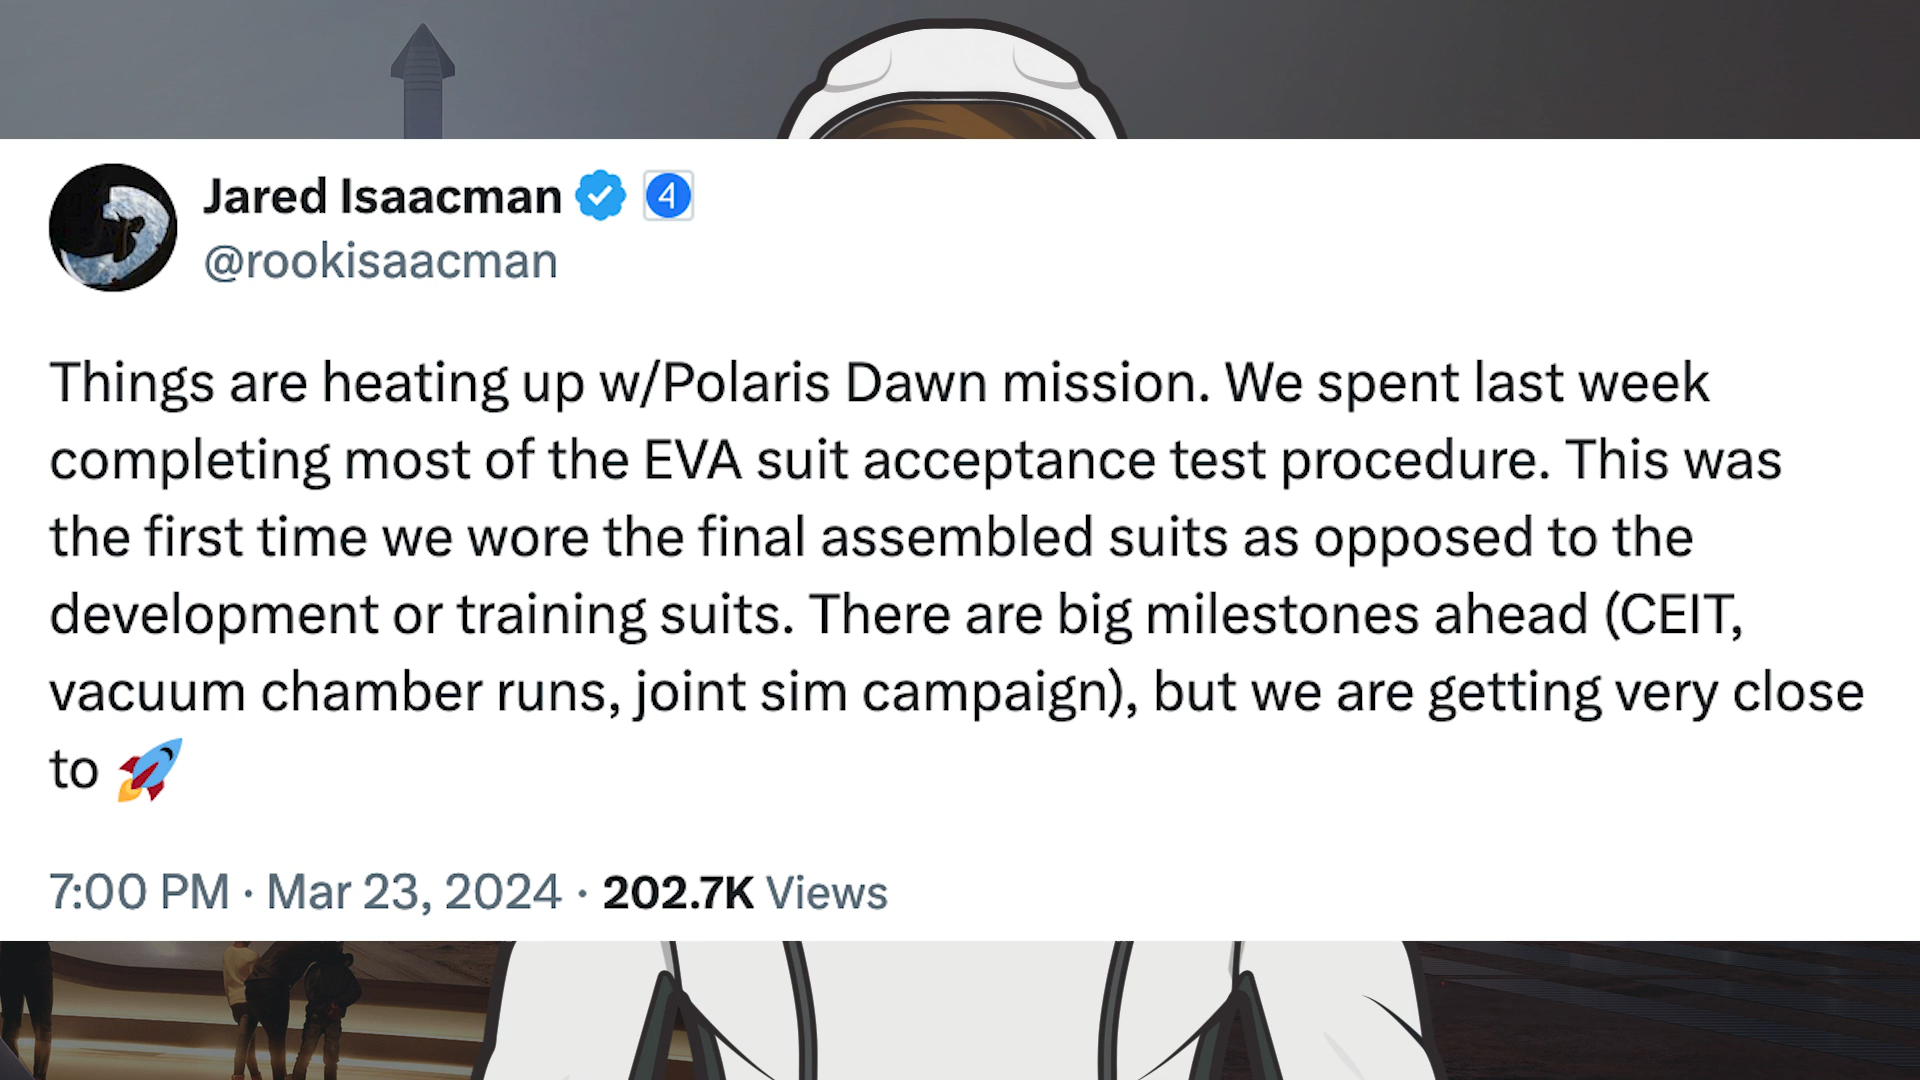 Jared Isaacman 4
@rookisaacman
Things are heating up w/Polaris Dawn mission. We spent last week
completing most of the EVA suit acceptance test procedure. This was
the first time we wore the final assembled suits as opposed to the
development or training suits. There are big milestones ahead (CEIT,
vacuum chamber runs, joint sim campaign), but we are getting very close
to 🚀
7:00 PM · Mar 23, 2024 · 202.7K Views